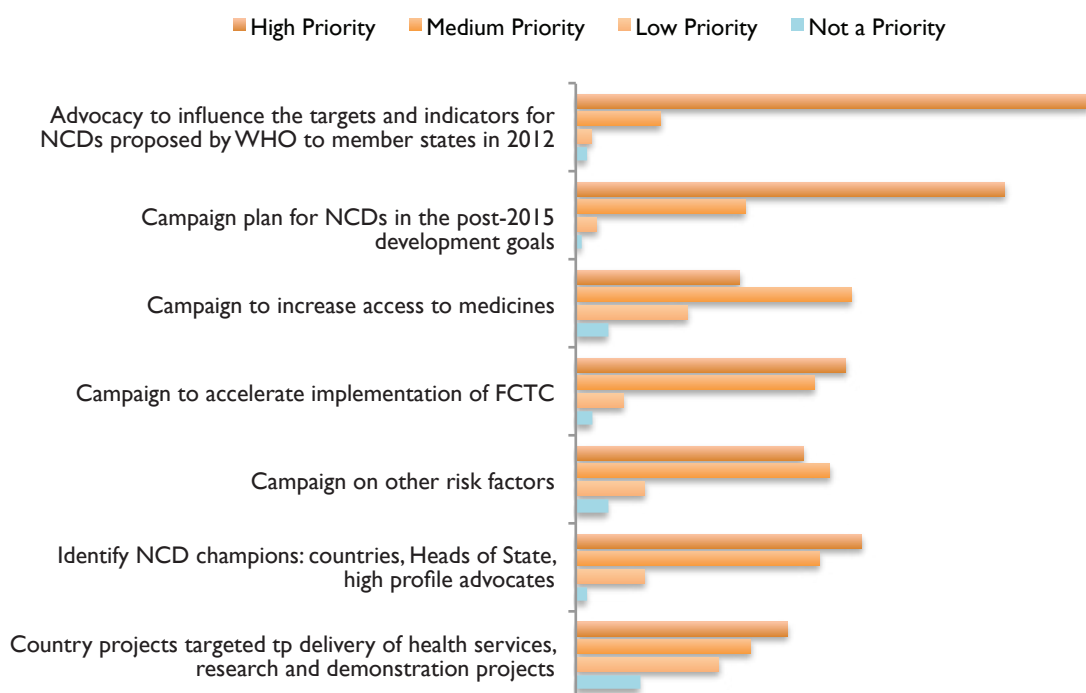 High Priority Medium Priority Low Priority Not a Priority
Advocacy to influence the targets and indicators for
NCDs proposed by WHO to member states in 2012
Campaign plan for NCDs in the post-2015
development goals
Campaign to increase access to medicines
Campaign to accelerate implementation of FCTC
Campaign on other risk factors
Identify NCD champions: countries, Heads of State,
high profile advocates
Country projects targeted tp delivery of health services,
research and demonstration projects